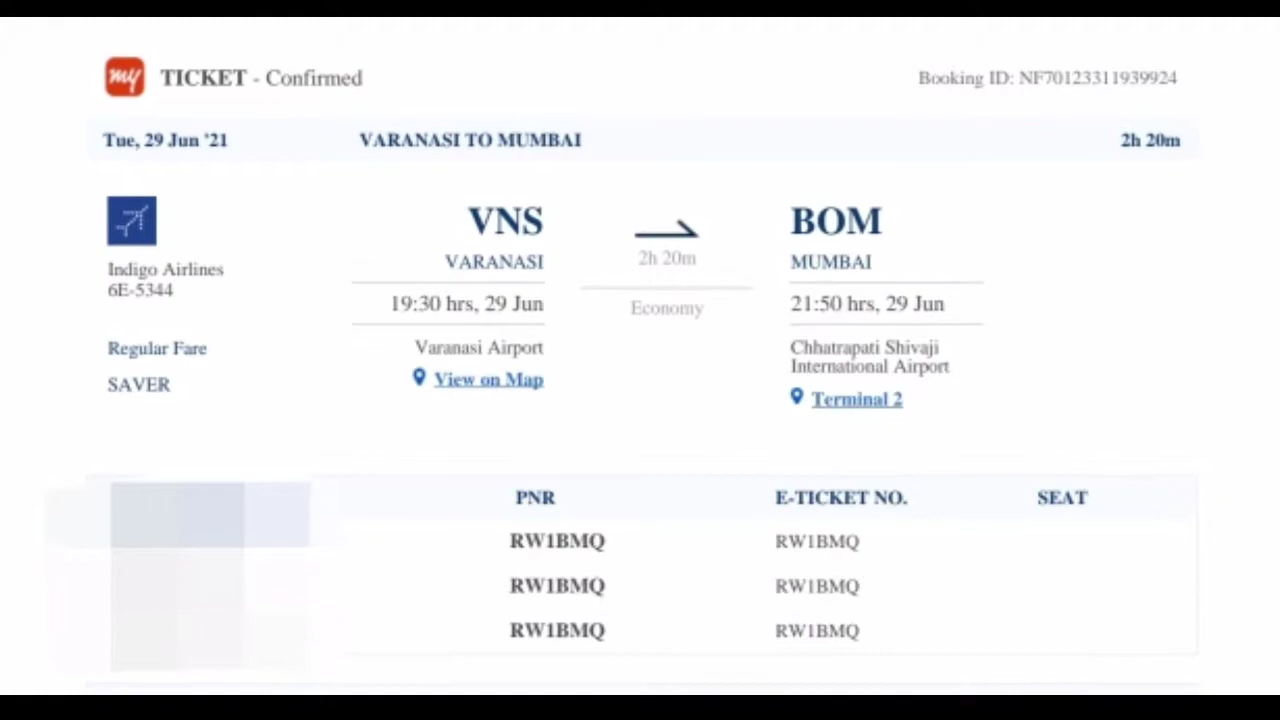 my TICKET - Confirmed Booking ID: NF70123311939924
Tue, 29 Jun '21 VARANASI TO MUMBAI 2h 20m
VNS BOM
VARANASI 2h 20m MUMBAI
Indigo Airlines
6E-5344
19:30 hrs, 29 Jun Economy 21:50 hrs, 29 Jun
Regular Fare Varanasi Airport Chhatrapati Shivaji
International Airport
SAVER View on Map Terminal 2
PNR E-TICKET NO. SEAT
RW1BMQ RW1BMQ
RW1BMQ RW1BMQ
RW1BMQ RW1BMQ